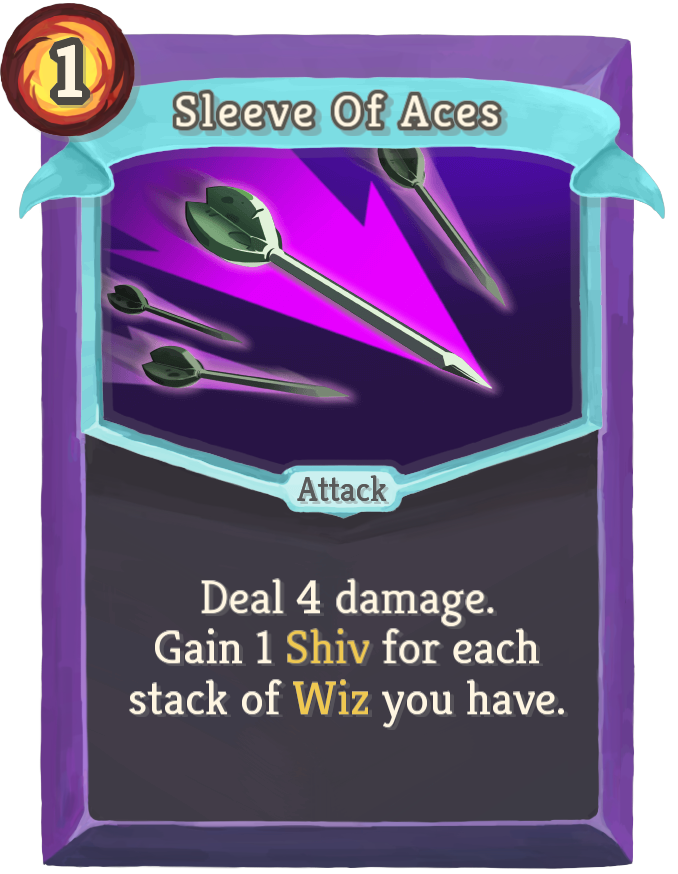 1
Sleeve Of Aces
Attack
Deal 4 damage.
Gain 1 Shiv for each
stack of Wiz you have.